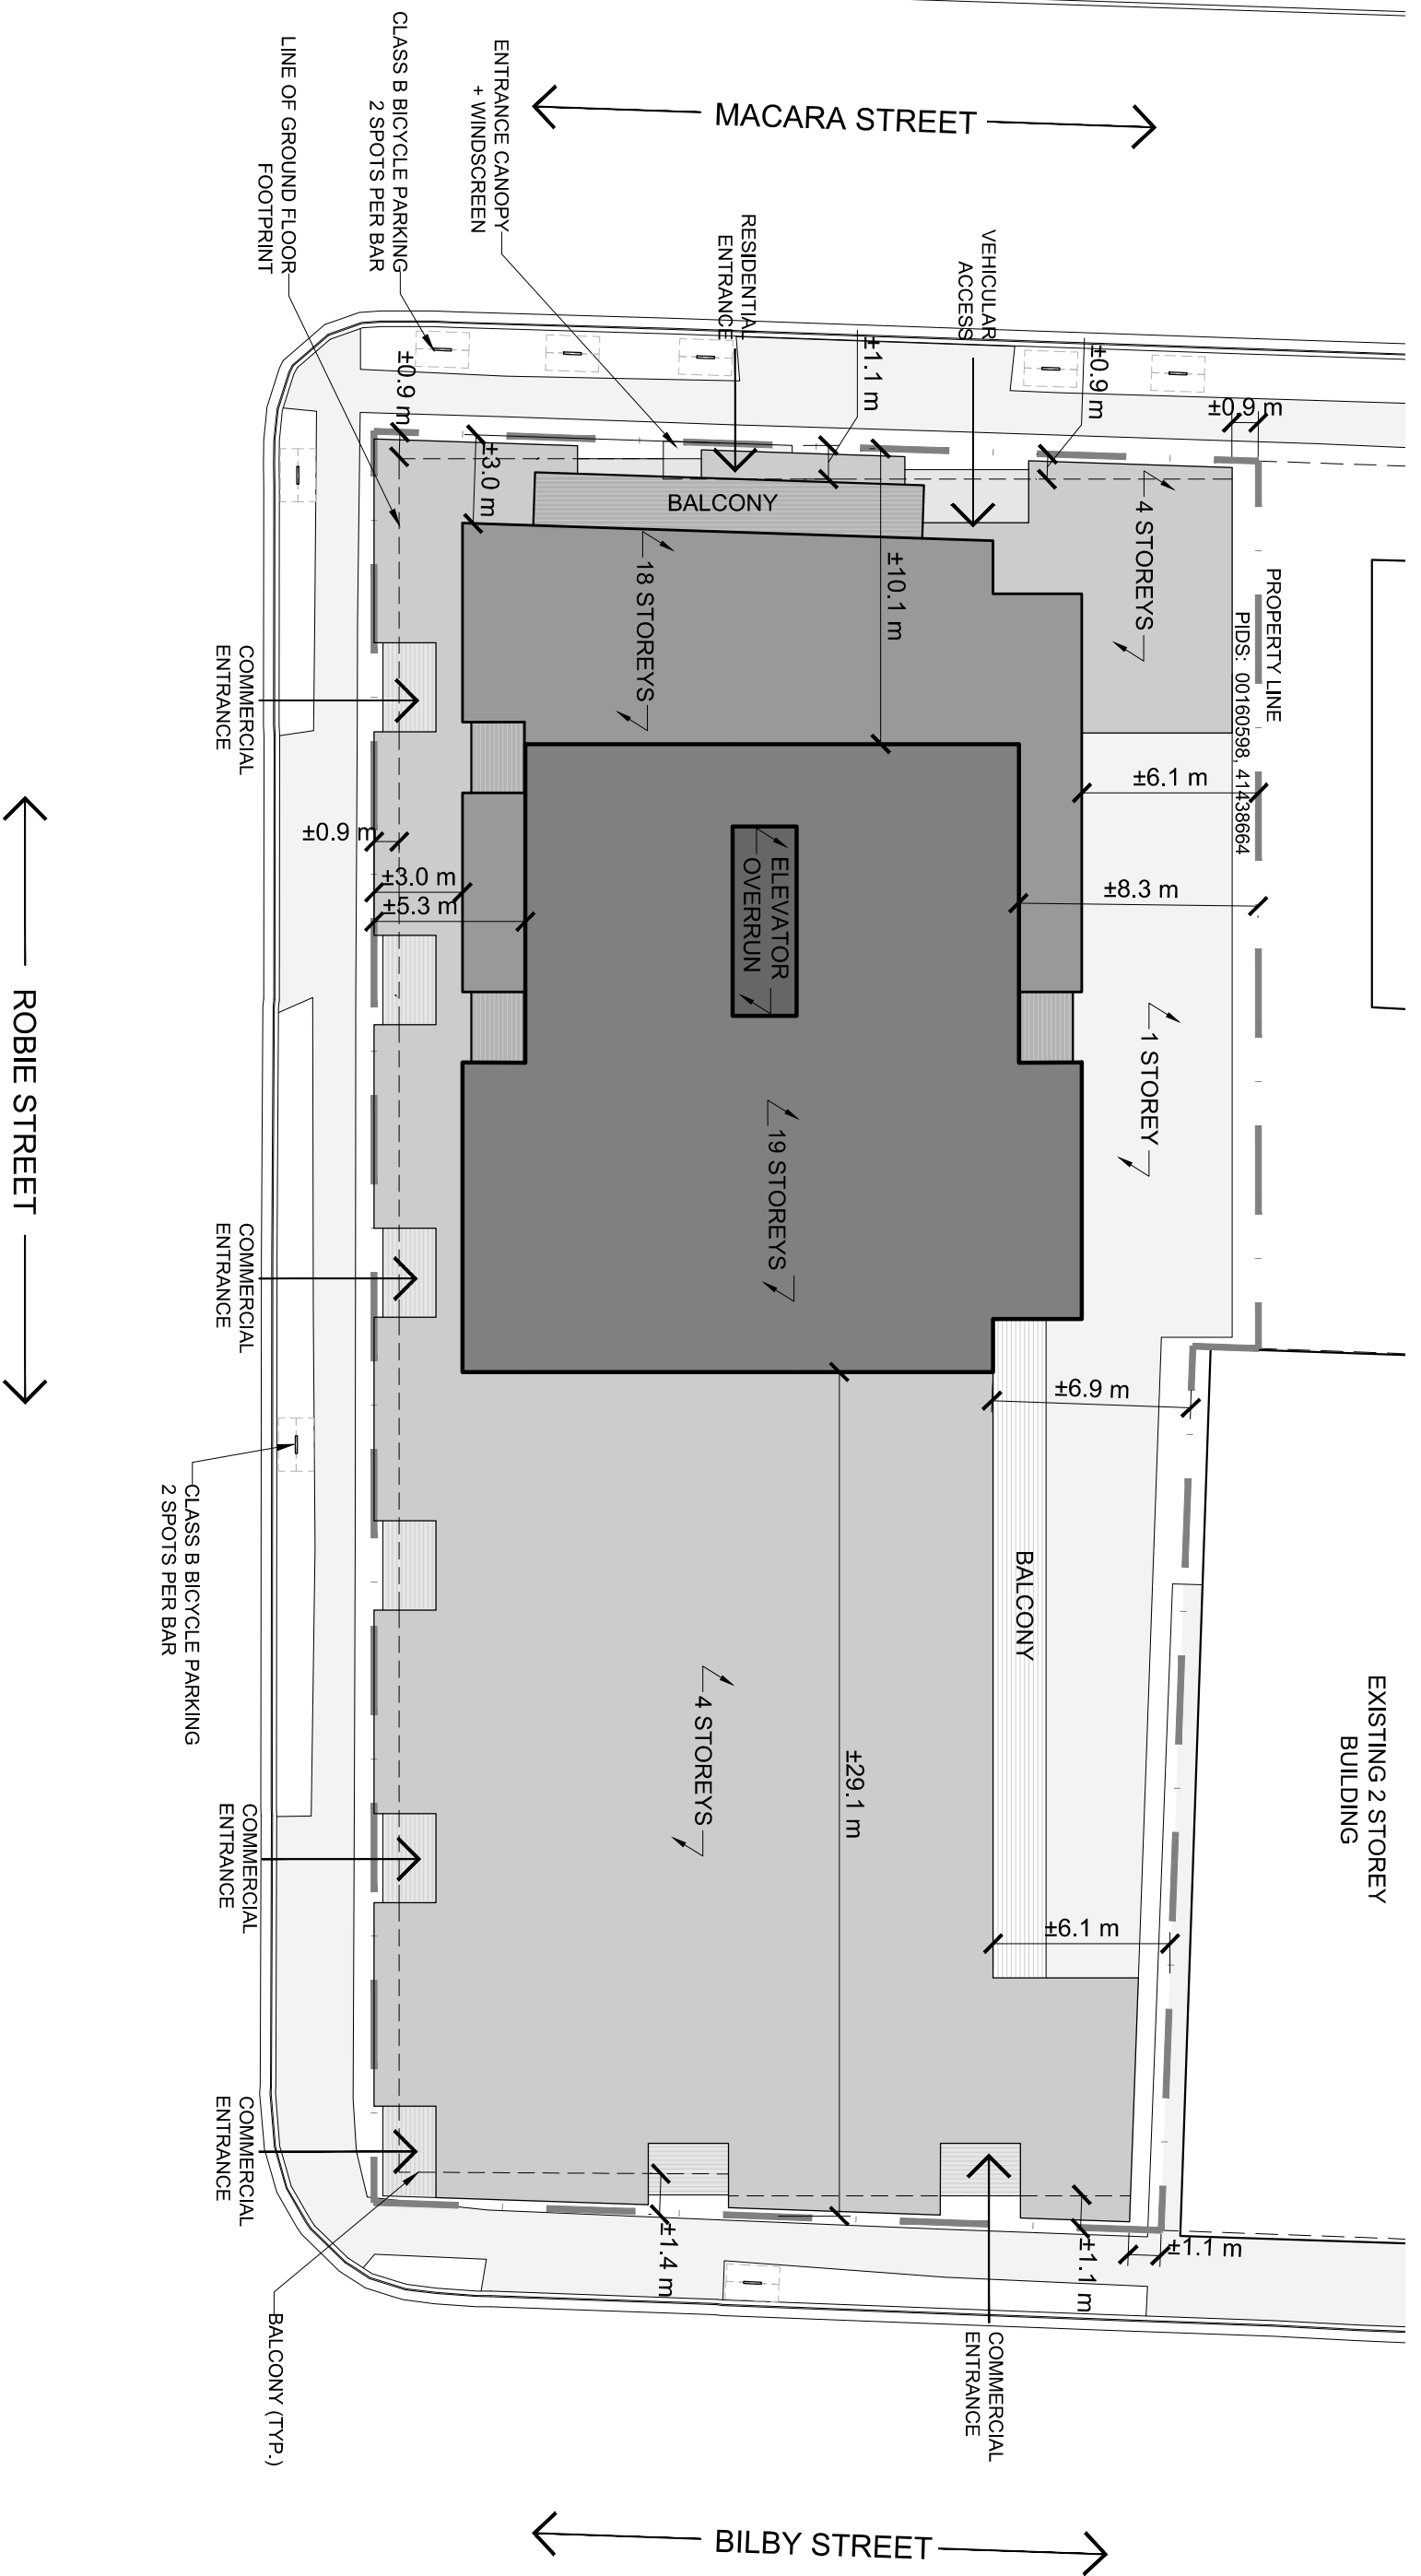 MACARA STREET
CLASS B BICYCLE PARKING
2 SPOTS PER BAR
LINE OF GROUND FLOOR
FOOTPRINT
ENTRANCE CANOPY
+ WINDSCREEN
RESIDENTIAL
ENTRANCE
VEHICULAR
ACCESS
±0.9 m
±3.0 m
±1.1 m
±0.9 m
±0.9 m
BALCONY
±10.1 m
18 STOREYS
4 STOREYS
PROPERTY LINE
PIDS: 00160598, 41438664
COMMERCIAL
ENTRANCE
±0.9 m
±3.0 m
±5.3 m
ELEVATOR
OVERRUN
±6.1 m
±8.3 m
1 STOREY
19 STOREYS
ROBIE STREET
COMMERCIAL
ENTRANCE
±6.9 m
CLASS B BICYCLE PARKING
2 SPOTS PER BAR
BALCONY
4 STOREYS
±29.1 m
EXISTING 2 STOREY
BUILDING
COMMERCIAL
ENTRANCE
±6.1 m
COMMERCIAL
ENTRANCE
±1.4 m
±1.1 m
±1.1 m
BALCONY (TYP.)
COMMERCIAL
ENTRANCE
BILBY STREET